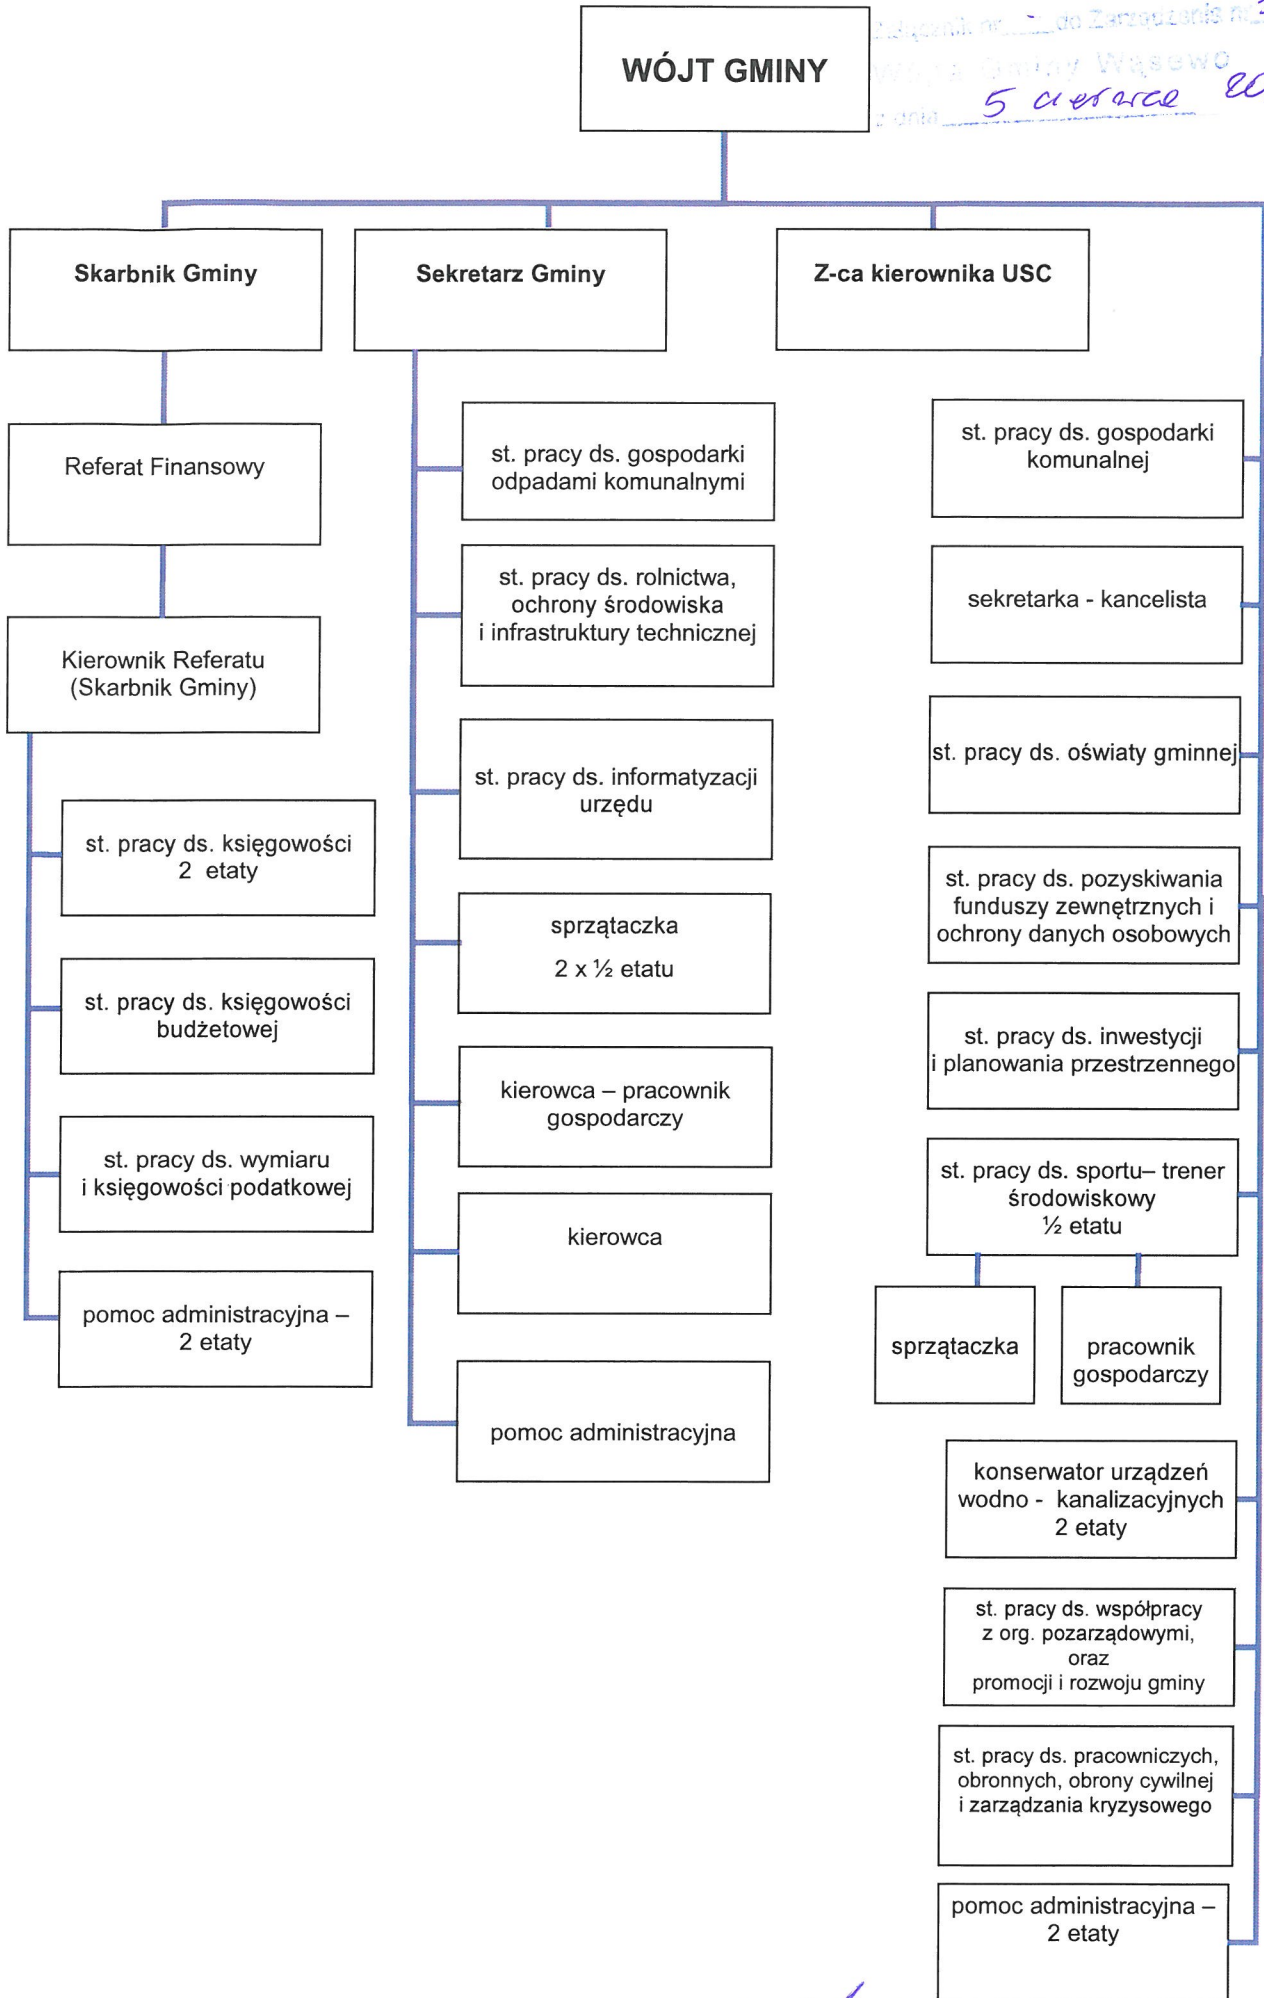 do Zarządzenia
Gminy Wąsewo
z dnia 5 czerwca
WÓJT GMINY
Skarbnik Gminy
Sekretarz Gminy
Z-ca kierownika USC
Referat Finansowy
Kierownik Referatu
(Skarbnik Gminy)
st. pracy ds. księgowości
2 etaty
st. pracy ds. księgowości
budżetowej
st. pracy ds. wymiaru
i księgowości podatkowej
pomoc administracyjna –
2 etaty
st. pracy ds. gospodarki
odpadami komunalnymi
st. pracy ds. rolnictwa,
ochrony środowiska
i infrastruktury technicznej
st. pracy ds. informatyzacji
urzędu
sprzątaczka
2 x ½ etatu
kierowca – pracownik
gospodarczy
kierowca
pomoc administracyjna
st. pracy ds. gospodarki
komunalnej
sekretarka - kancelista
st. pracy ds. oświaty gminnej
st. pracy ds. pozyskiwania
funduszy zewnętrznych i
ochrony danych osobowych
st. pracy ds. inwestycji
i planowania przestrzennego
st. pracy ds. sportu– trener
środowiskowy
½ etatu
sprzątaczka
pracownik
gospodarczy
konserwator urządzeń
wodno - kanalizacyjnych
2 etaty
st. pracy ds. współpracy
z org. pozarządowymi,
oraz
promocji i rozwoju gminy
st. pracy ds. pracowniczych,
obronnych, obrony cywilnej
i zarządzania kryzysowego
pomoc administracyjna –
2 etaty